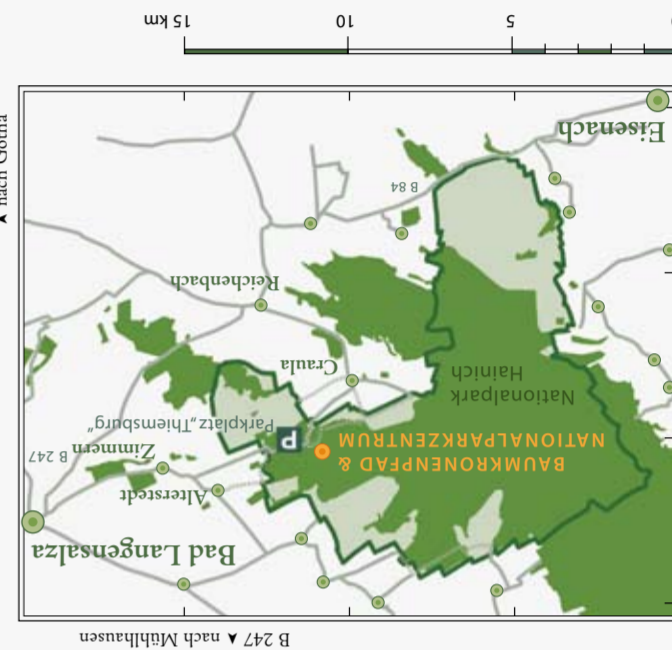 B 247 ▲ nach Mühlhausen
Bad Langensalza
Alterstedt
Zimmern
B 247
BAUMKRONENPFAD &
NATIONALPARKZENTRUM
P
Parkplatz „Thiemsburg“
Nationalpark
Hainich
Craula
Reichenbach
B 84
Eisenach
▲ nach Gotha
0
5
10
15 km